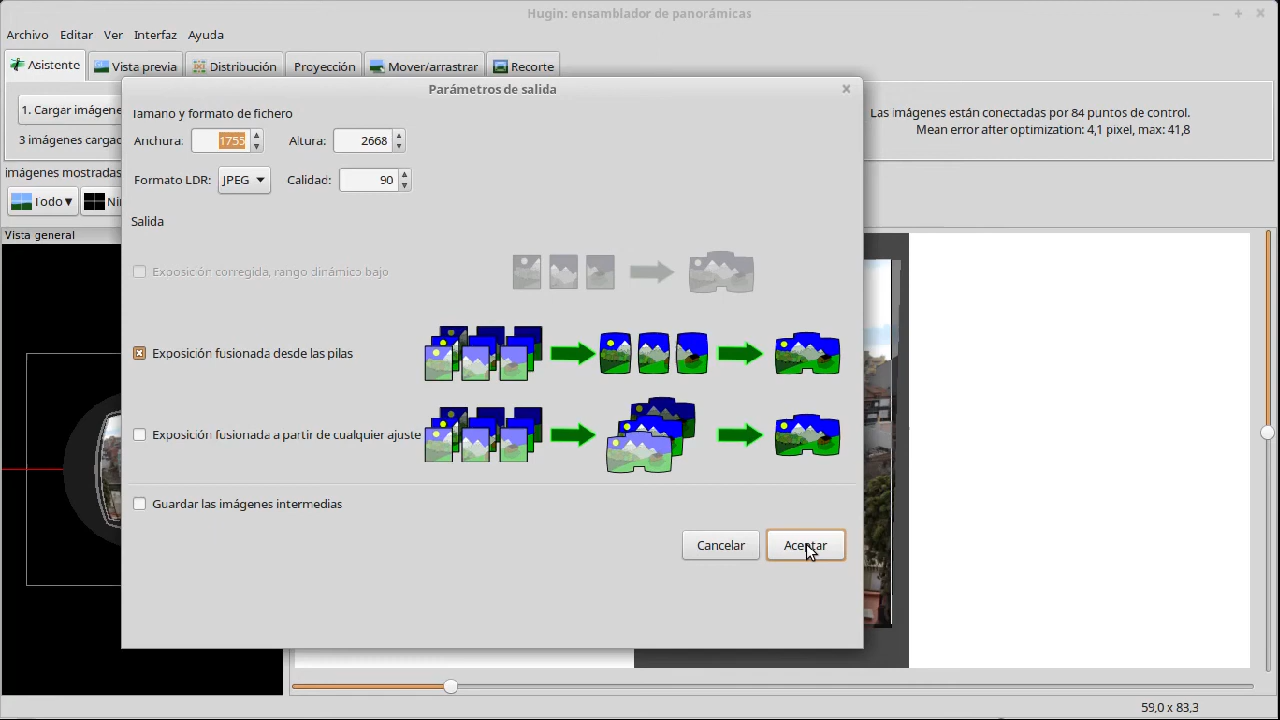 Hugin: ensamblador de panorámicas
Archivo Editar Ver Interfaz Ayuda
Asistente Vista previa Distribución Proyección Mover/arrastrar Recorte
Parámetros de salida
1. Cargar imágene
Tamano y formato de fichero
Las imágenes están conectadas por 84 puntos de control.
3 imágenes cargad
Anchura: 1755 Altura: 2668
Mean error after optimization: 4,1 pixel, max: 41,8
imágenes mostradas
Formato LDR: JPEG Calidad: 90
Todo Nin
Salida
Vista general
Exposición corregida, rango dinámico bajo
Exposición fusionada desde las pilas
Exposición fusionada a partir de cualquier ajuste
Guardar las imágenes intermedias
Cancelar Aceptar
59,0 x 83,3